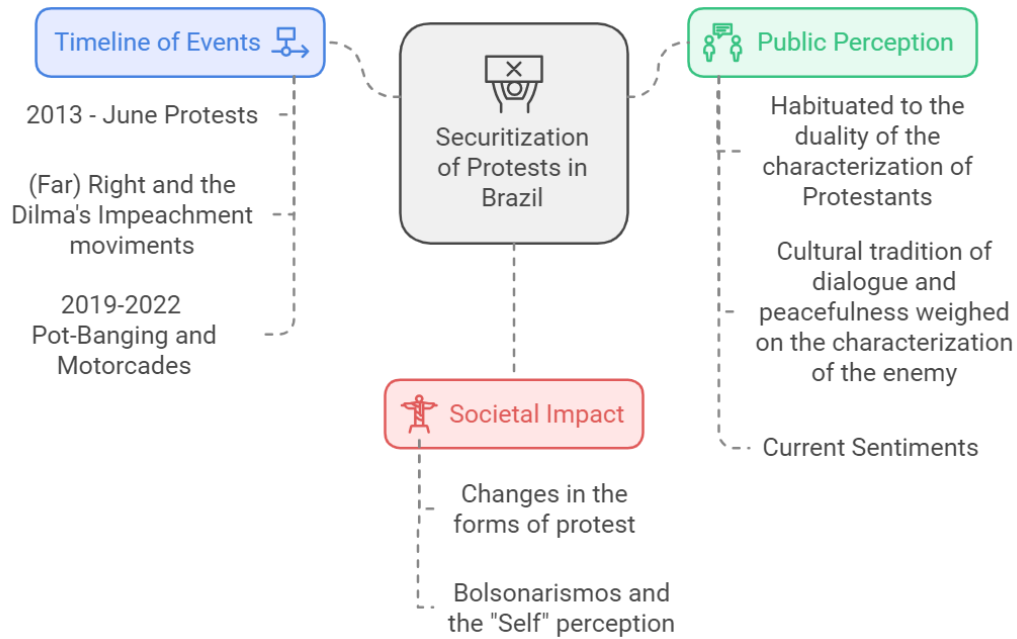 Timeline of Events
2013 - June Protests
(Far) Right and the
Dilma's Impeachment
moviments
2019-2022
Pot-Banging and
Motorcades
Securitization
of Protests in
Brazil
Public Perception
Habituated to the
duality of the
characterization of
Protestants
Cultural tradition of
dialogue and
peacefulness weighed
on the characterization
of the enemy
Current Sentiments
Societal Impact
Changes in the
forms of protest
Bolsonarismos and
the "Self" perception